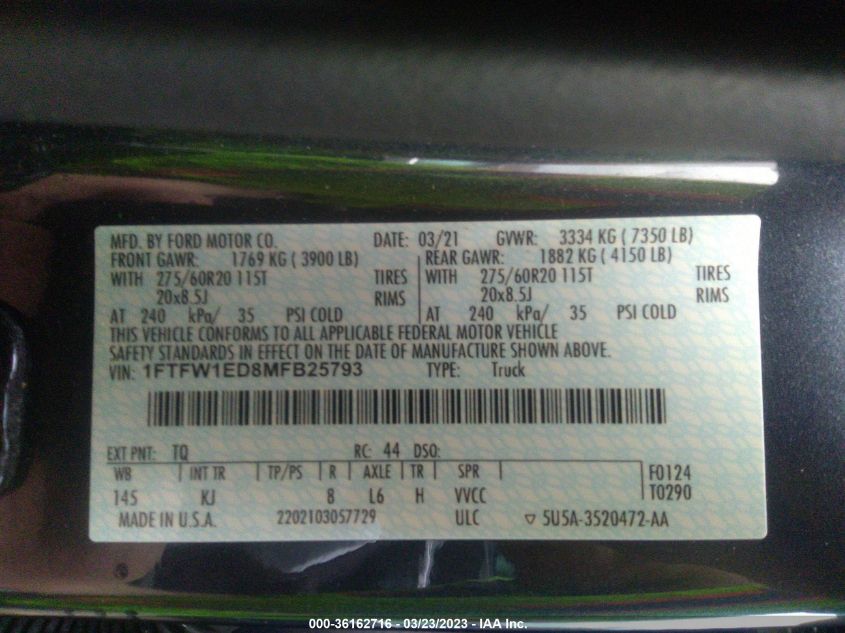 MFD. BY FORD MOTOR CO. DATE: 03/21 GVWR: 3334 KG ( 7350 LB)
FRONT GAWR: 1769 KG ( 3900 LB) REAR GAWR: 1882 KG ( 4150 LB)
WITH 275/60R20 115T TIRES WITH 275/60R20 115T TIRES
20x8.5J RIMS 20x8.5J RIMS
AT 240 kPa/ 35 PSI COLD AT 240 kPa/ 35 PSI COLD
THIS VEHICLE CONFORMS TO ALL APPLICABLE FEDERAL MOTOR VEHICLE
SAFETY STANDARDS IN EFFECT ON THE DATE OF MANUFACTURE SHOWN ABOVE.
VIN: 1FTFW1ED8MFB25793 TYPE: Truck
EXT PNT: TQ RC: 44 DSO:
WB INT TR TP/PS R AXLE TR SPR F0124
145 KJ 8 L6 H VVCC T0290
MADE IN U.S.A. 2202103057729 ULC ▽ 5U5A-3520472-AA
000-36162716 - 03/23/2023 - IAA Inc.